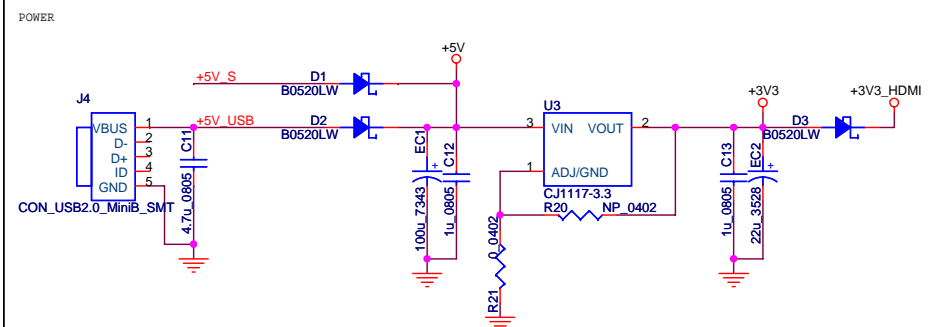 POWER
+5V
+5V_S
D1
B0520LW
+3V3
+3V3_HDMI
J4
+5V_USB
D2
B0520LW
U3
D3
B0520LW
VBUS
D-
D+
ID
GND
1
2
3
4
5
CON_USB2.0_MiniB_SMT
C11
4.7u_0805
EC1
+
100u_7343
C12
1u_0805
3
VIN
VOUT
2
1
ADJ/GND
CJ1117-3.3
R20
NP_0402
R21
0_0402
C13
1u_0805
EC2
+
22u_3528